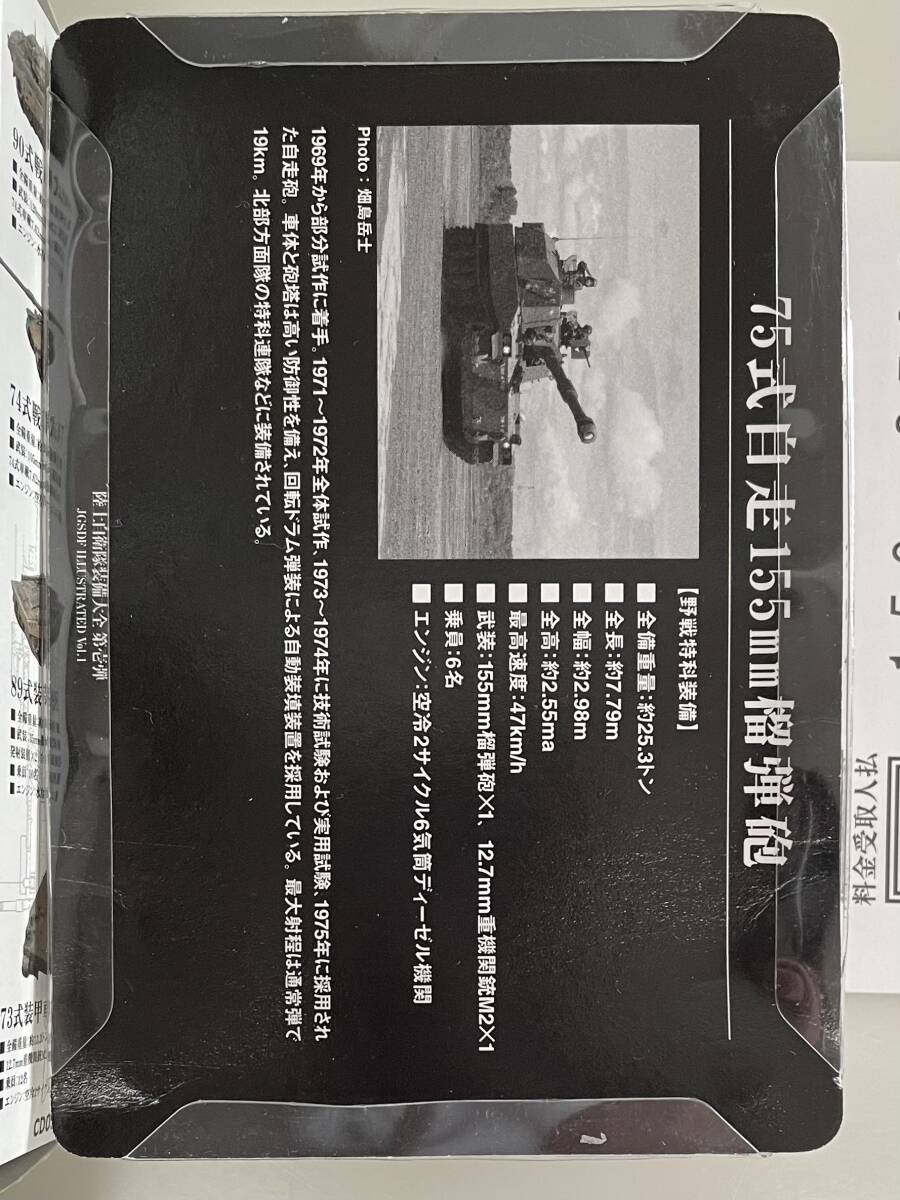 75式自走155mm榴弾砲
【野戦特科装備】
■ 全備重量：約25.3トン
■ 全長：約7.79m
■ 全幅：約2.98m
■ 全高：約2.55ma
■ 最高速度：47km/h
■ 武装：155mm榴弾砲×1、12.7mm重機関銃M2×1
■ 乗員：6名
■ エンジン：空冷2サイクル6気筒ディーゼル機関
Photo：畑島岳士
1969年から部分試作に着手。1971～1972年全体試作、1973～1974年に技術試験および実用試験、1975年に採用され
た自走砲。車体と砲塔は高い防御性を備え、回転ドラム弾装による自動装填装置を採用している。最大射程は通常弾で
19km。北部方面隊の特科連隊などに装備されている。
陸上自衛隊装備大全 第壱弾
JGSDF ILLUSTRATED Vol.1
90式戦
74式戦
89式装
73式装甲
■ 乗員：12名
料金受取人払